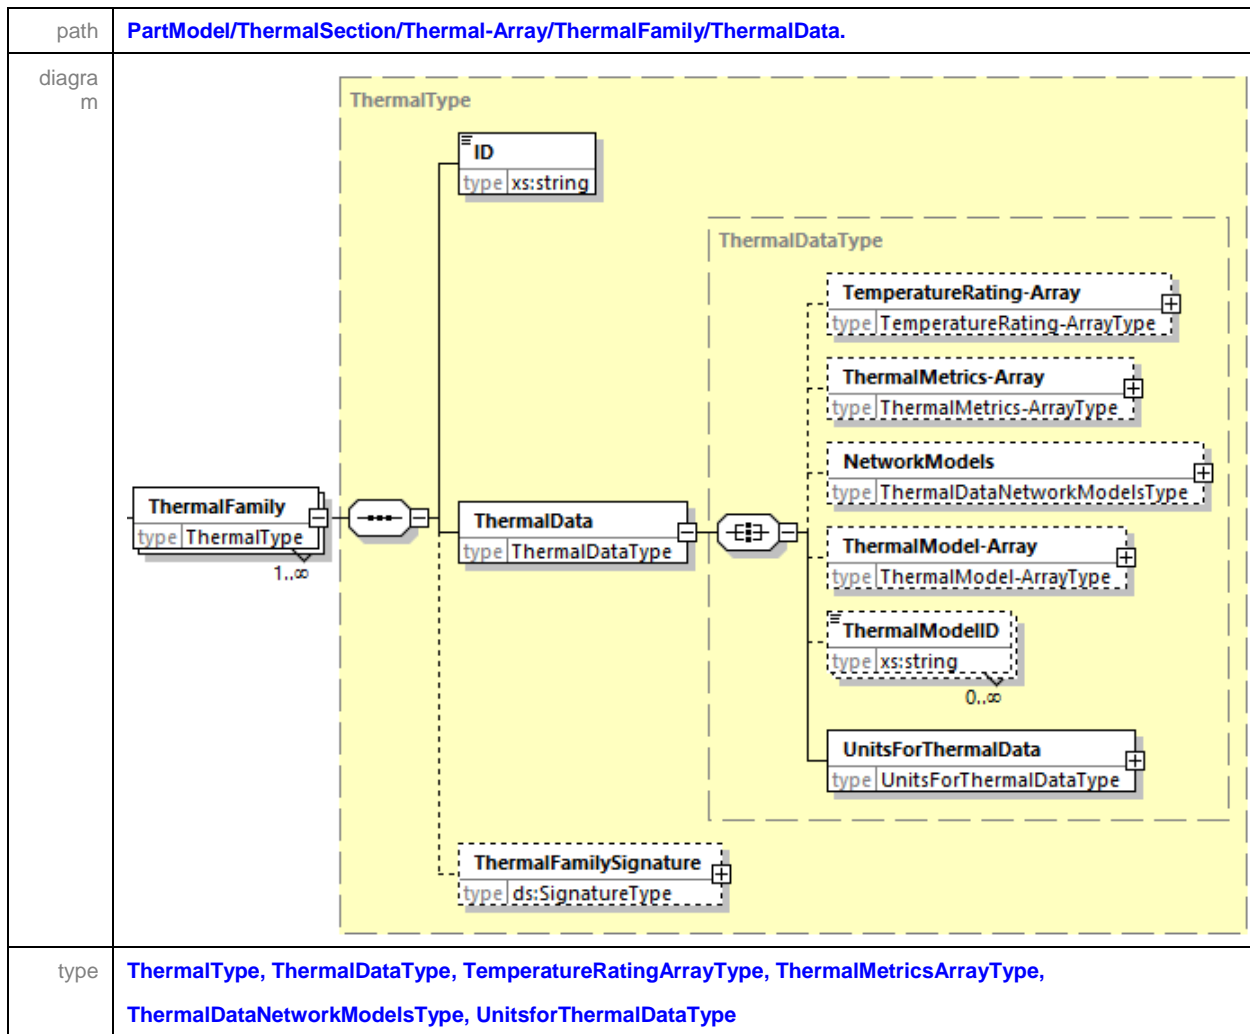 path
PartModel/ThermalSection/Thermal-Array/ThermalFamily/ThermalData.
diagra
m
ThermalType
ID
type xs:string
ThermalDataType
TemperatureRating-Array
type TemperatureRating-ArrayType
ThermalMetrics-Array
type ThermalMetrics-ArrayType
NetworkModels
type ThermalDataNetworkModelsType
ThermalFamily
type ThermalType
1..∞
ThermalData
type ThermalDataType
ThermalModel-Array
type ThermalModel-ArrayType
ThermalModelID
type xs:string
0..∞
UnitsForThermalData
type UnitsForThermalDataType
ThermalFamilySignature
type ds:SignatureType
type
ThermalType, ThermalDataType, TemperatureRatingArrayType, ThermalMetricsArrayType,
ThermalDataNetworkModelsType, UnitsforThermalDataType